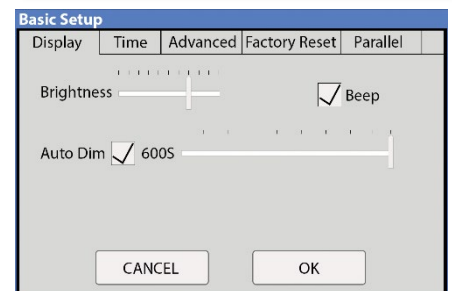 Basic Setup
Display Time Advanced Factory Reset Parallel
Brightness Beep
Auto Dim 600S
CANCEL OK